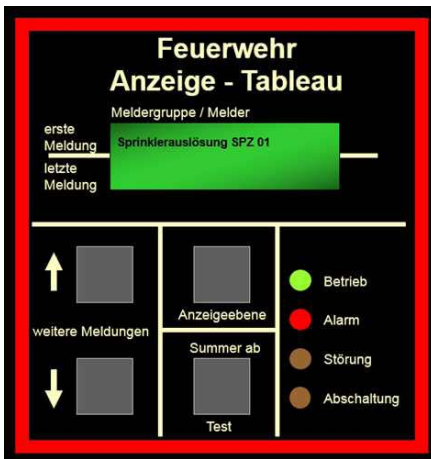 Feuerwehr
Anzeige - Tableau
Meldergruppe / Melder
erste
Meldung
Sprinklerauslösung SPZ 01
letzte
Meldung
weitere Meldungen
Anzeigeebene
Summer ab
Test
Betrieb
Alarm
Störung
Abschaltung